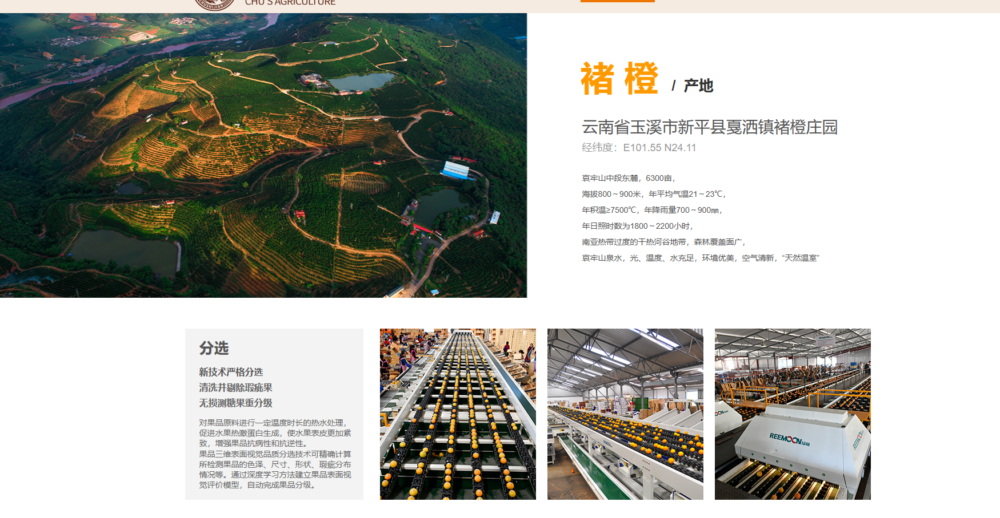 CHUSHIJIAN
CHU'S AGRICULTURE
褚橙 / 产地
云南省玉溪市新平县戛洒镇褚橙庄园
经纬度：E101.55 N24.11
哀牢山中段东麓，6300亩，
海拔800～900米，年平均气温21～23℃，
年积温≥7500℃，年降雨量700～900㎜，
年日照时数为1800～2200小时，
南亚热带过度的干热河谷地带，森林覆盖面广，
哀牢山泉水，光、温度、水充足，环境优美，空气清新，“天然温室”
分选
新技术严格分选
清洗并剔除瑕疵果
无损测糖果重分级
对果品原料进行一定温度时长的热水处理，
促进水果热激蛋白生成，使水果表皮更加紧
致，增强果品抗病性和抗逆性。
果品三维表面视觉品质分选技术可精确计算
所检测果品的色泽、尺寸、形状、瑕疵分布
情况等。通过深度学习方法建立果品表面视
觉评价模型，自动完成果品分级。
REEMOON
REEMOON绿萌
REEMOON